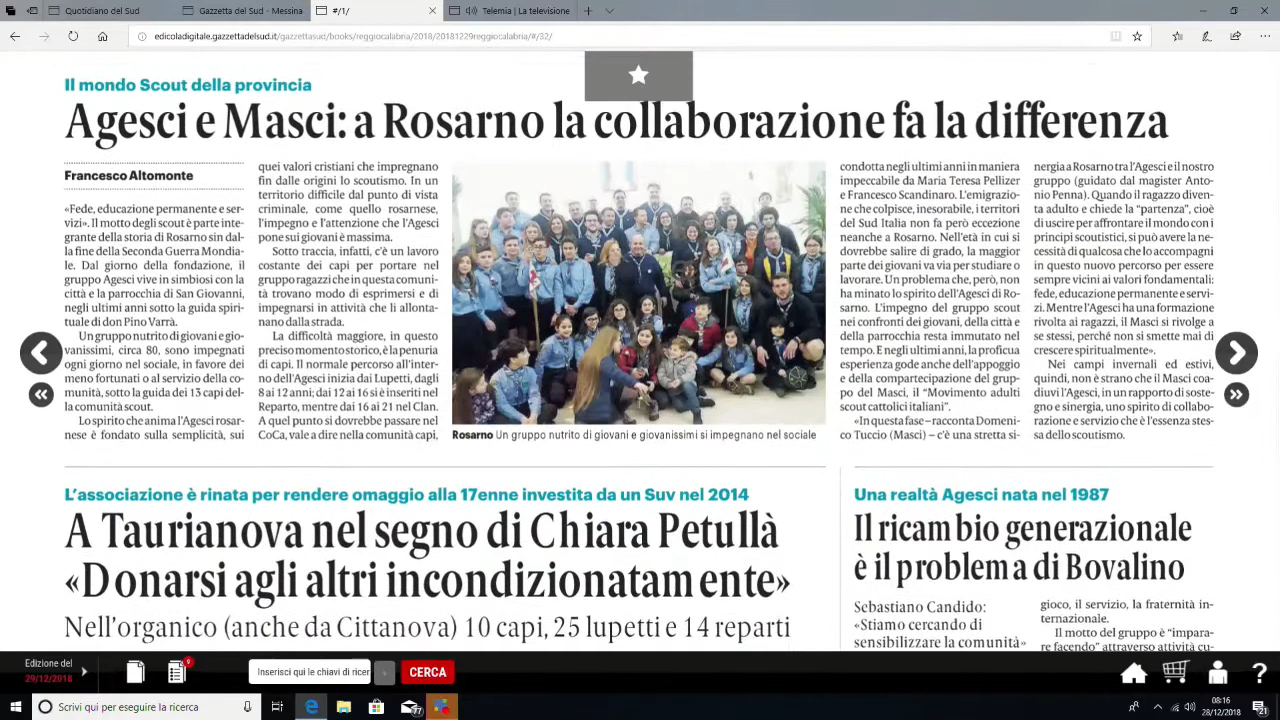 Quotidiano Del Sud
Gazzetta Del Sud
#/1/
Telemia | La televisione
edicoladigitale.gazzettadelsud.it/gazzettasud/books/reggiocalabria/2018/20181229reggiocalabria/#/32/
Il mondo Scout della provincia
Agesci e Masci: a Rosarno la collaborazione fa la differenza
Francesco Altomonte
«Fede, educazione permanente e ser-
vizi». Il motto degli scout è parte inte-
grante della storia di Rosarno sin dal-
la fine della Seconda Guerra Mondia-
le. Dal giorno della fondazione, il
gruppo Agesci vive in simbiosi con la
città e la parrocchia di San Giovanni,
negli ultimi anni sotto la guida spiri-
tuale di don Pino Varrà.
Un gruppo nutrito di giovani e gio-
vanissimi, circa 80, sono impegnati
ogni giorno nel sociale, in favore dei
meno fortunati o al servizio della co-
munità, sotto la guida dei 13 capi del-
la comunità scout.
Lo spirito che anima l'Agesci rosar-
nese è fondato sulla semplicità, sui
quei valori cristiani che impregnano
fin dalle origini lo scoutismo. In un
territorio difficile dal punto di vista
criminale, come quello rosarnese,
l'impegno e l'attenzione che l'Agesci
pone sui giovani è massima.
Sotto traccia, infatti, c'è un lavoro
costante dei capi per portare nel
gruppo ragazzi che in questa comuni-
tà trovano modo di esprimersi e di
impegnarsi in attività che li allonta-
nano dalla strada.
La difficoltà maggiore, in questo
preciso momento storico, è la penuria
di capi. Il normale percorso all'inter-
no dell'Agesci inizia dai Lupetti, dagli
8 ai 12 anni; dai 12 ai 16 si è inseriti nel
Reparto, mentre dai 16 ai 21 nel Clan.
A quel punto si dovrebbe passare nel
CoCa, vale a dire nella comunità capi,
Rosarno Un gruppo nutrito di giovani e giovanissimi si impegnano nel sociale
condotta negli ultimi anni in maniera
impeccabile da Maria Teresa Pellizer
e Francesco Scandinaro. L'emigrazio-
ne che colpisce, inesorabile, i territori
del Sud Italia non fa però eccezione
neanche a Rosarno. Nell'età in cui si
dovrebbe salire di grado, la maggior
parte dei giovani va via per studiare o
lavorare. Un problema che, però, non
ha minato lo spirito dell'Agesci di Ro-
sarno. L'impegno del gruppo scout
nei confronti dei giovani, della città e
della parrocchia resta immutato nel
tempo. E negli ultimi anni, la proficua
esperienza gode anche dell'appoggio
e della compartecipazione del grup-
po del Masci, il "Movimento adulti
scout cattolici italiani".
«In questa fase – racconta Domeni-
co Tuccio (Masci) – c'è una stretta si-
nergia a Rosarno tra l'Agesci e il nostro
gruppo (guidato dal magister Anto-
nio Penna). Quando il ragazzo diven-
ta adulto e chiede la "partenza", cioè
di uscire per affrontare il mondo con i
principi scoutistici, si può avere la ne-
cessità di qualcosa che lo accompagni
in questo nuovo percorso per essere
sempre vicini ai valori fondamentali:
fede, educazione permanente e servi-
zi. Mentre l'Agesci ha una formazione
rivolta ai ragazzi, il Masci si rivolge a
se stessi, perché non si smette mai di
crescere spiritualmente».
Nei campi invernali ed estivi,
quindi, non è strano che il Masci coa-
diuvi l'Agesci, in un rapporto di soste-
gno e sinergia, uno spirito di collabo-
razione e servizio che è l'essenza stes-
sa dello scoutismo.
L'associazione è rinata per rendere omaggio alla 17enne investita da un Suv nel 2014
A Taurianova nel segno di Chiara Petullà
«Donarsi agli altri incondizionatamente»
Nell'organico (anche da Cittanova) 10 capi, 25 lupetti e 14 reparti
Una realtà Agesci nata nel 1987
Il ricambio generazionale
è il problema di Bovalino
Sebastiano Candido:
«Stiamo cercando di
sensibilizzare la comunità»
gioco, il servizio, la fraternità in-
ternazionale.
Il motto del gruppo è "impara-
re facendo" attraverso attività cu-
Edizione del
29/12/2018
9
Inserisci qui le chiavi di ricer
CERCA
?
Scrivi qui per eseguire la ricerca
77
08:16
28/12/2018
21